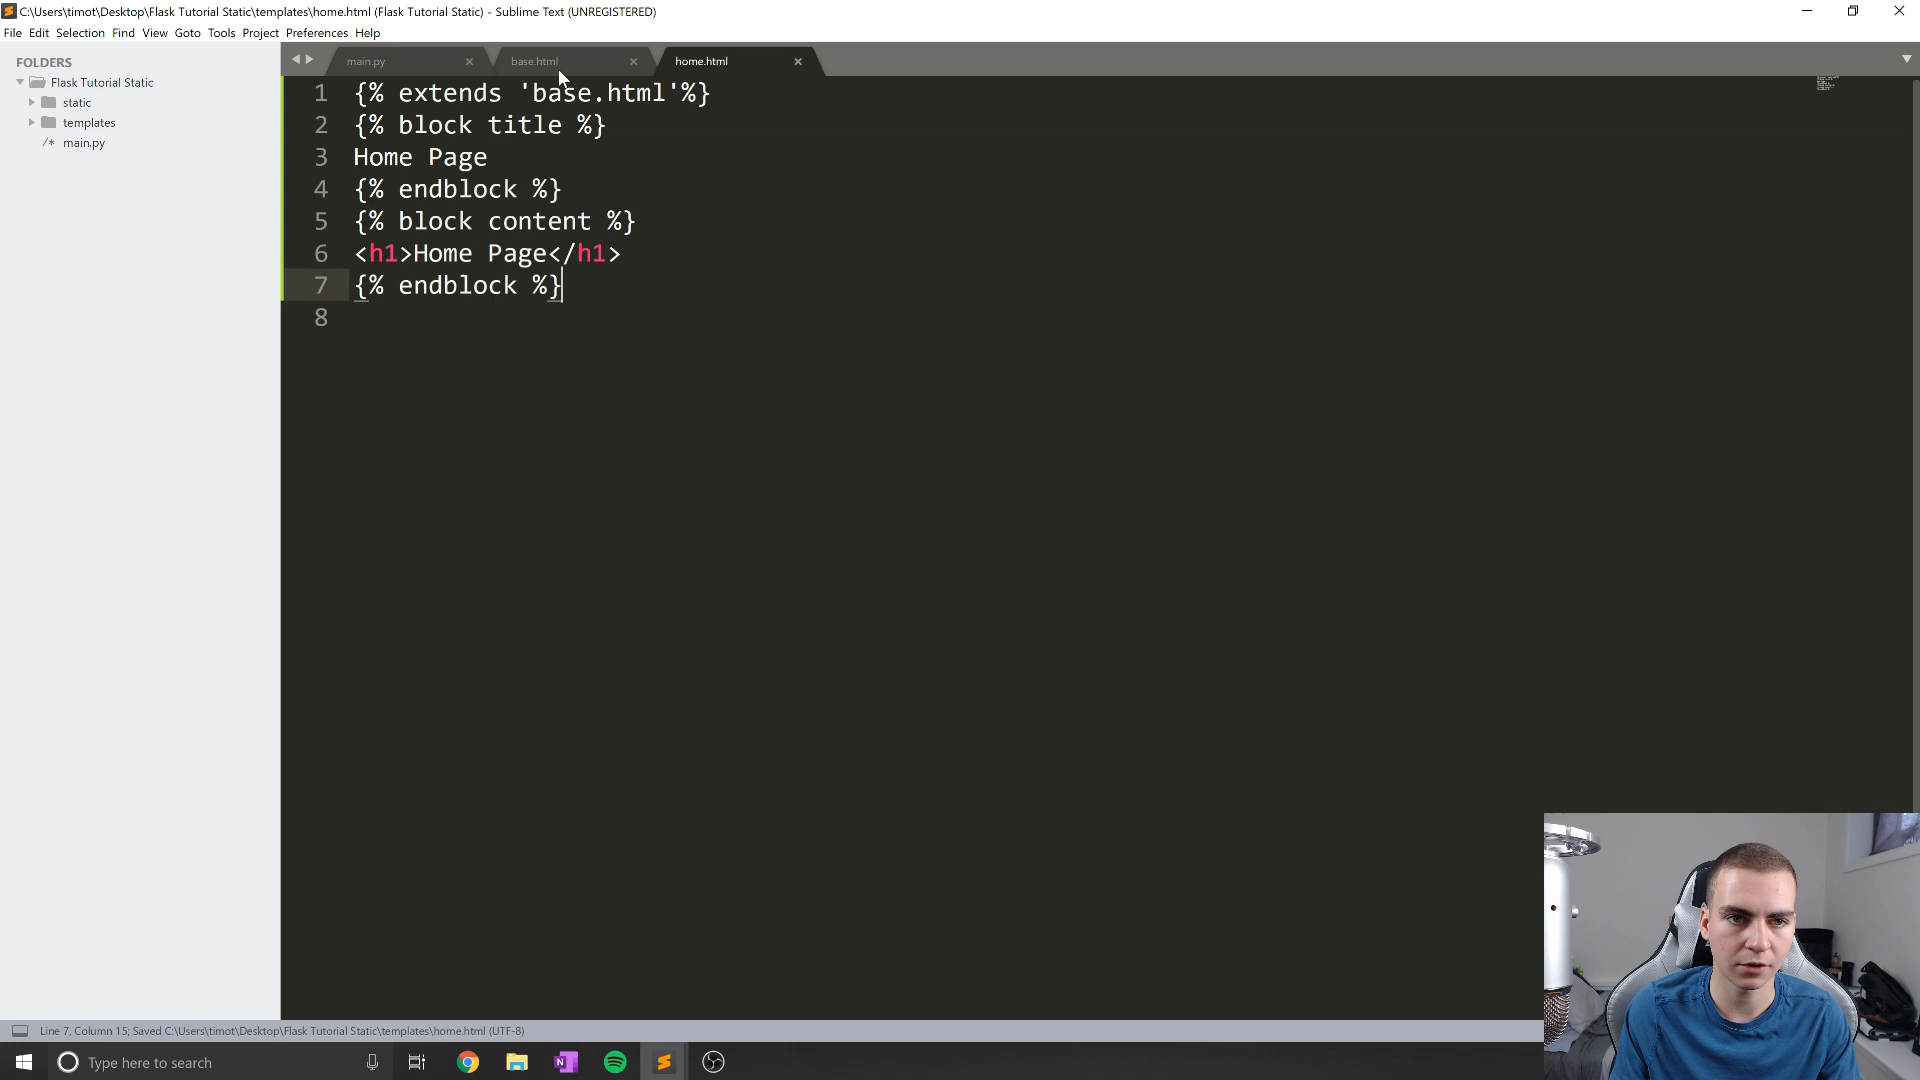 C:\Users\timot\Desktop\Flask Tutorial Static\templates\home.html (Flask Tutorial Static) - Sublime Text (UNREGISTERED)
File Edit Selection Find View Goto Tools Project Preferences Help
FOLDERS
Flask Tutorial Static
static
templates
main.py
main.py
base.html
home.html
1 {% extends 'base.html'%}
2 {% block title %}
3 Home Page
4 {% endblock %}
5 {% block content %}
6 <h1>Home Page</h1>
7 {% endblock %}
8
Line 7, Column 15; Saved C:\Users\timot\Desktop\Flask Tutorial Static\templates\home.html (UTF-8)
Type here to search